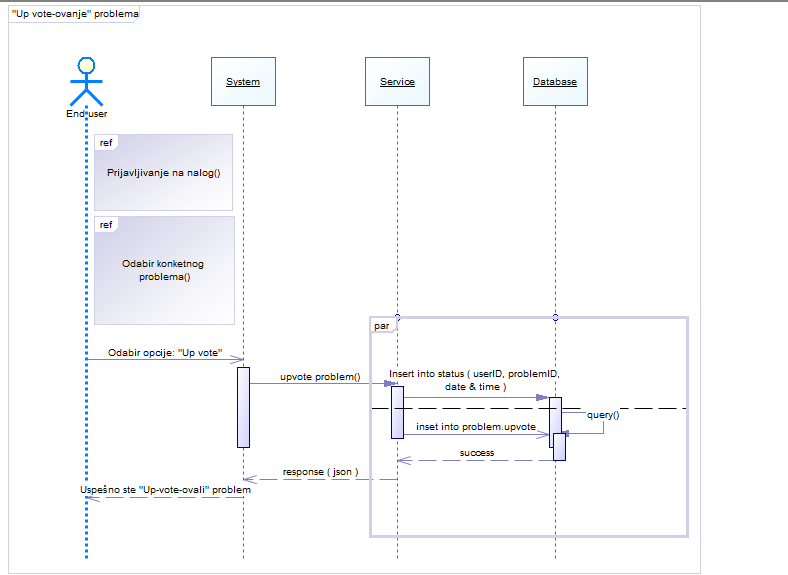 "Up vote-ovanje" problema
System
Service
Database
End user
ref
Prijavljivanje na nalog()
ref
Odabir konketnog
problema()
par
Odabir opcije: "Up vote"
upvote problem()
Insert into status ( userID, problemID,
date & time )
query()
inset into problem.upvote
success
response ( json )
Uspešno ste "Up-vote-ovali" problem